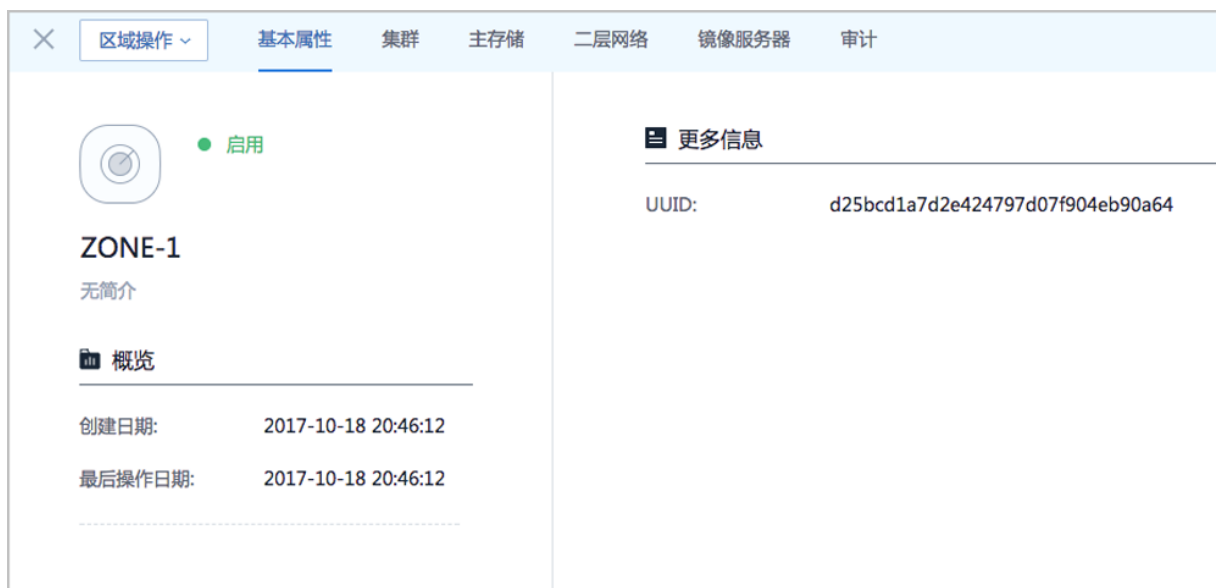 区域操作 基本属性 集群 主存储 二层网络 镜像服务器 审计
启用
ZONE-1
无简介
概览
创建日期: 2017-10-18 20:46:12
最后操作日期: 2017-10-18 20:46:12
更多信息
UUID: d25bcd1a7d2e424797d07f904eb90a64